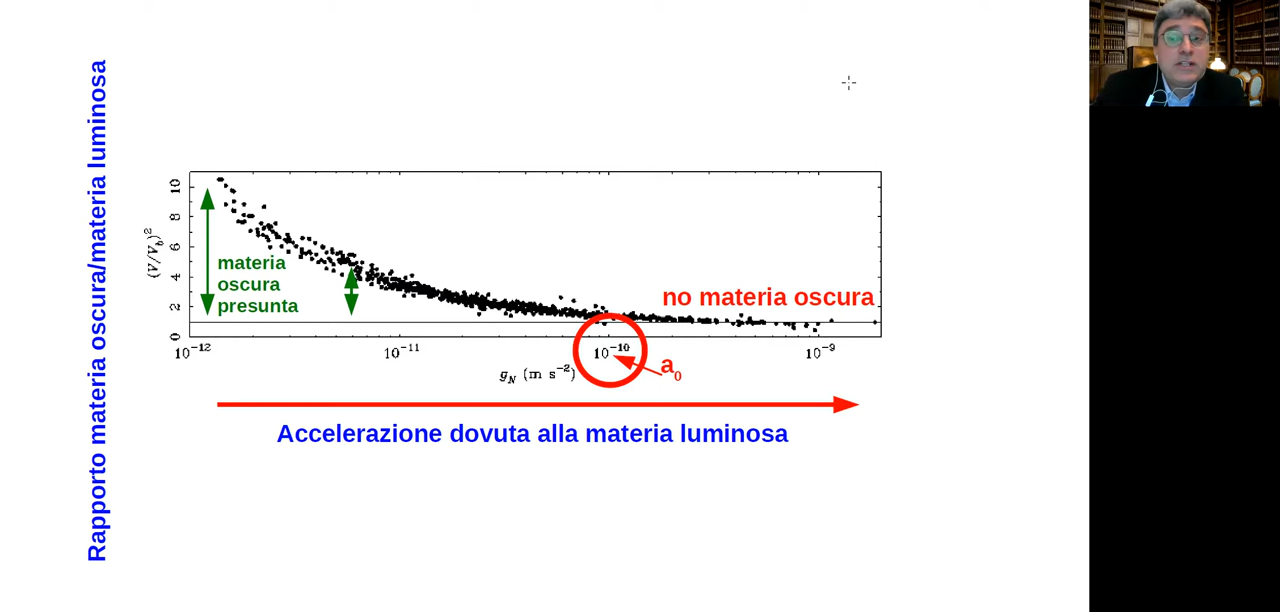 Rapporto materia oscura/materia luminosa
(V/V_b)^2
10
8
6
4
2
0
materia
oscura
presunta
no materia oscura
10^-12
10^-11
10^-10
10^-9
a_0
g_N (m s^-2)
Accelerazione dovuta alla materia luminosa